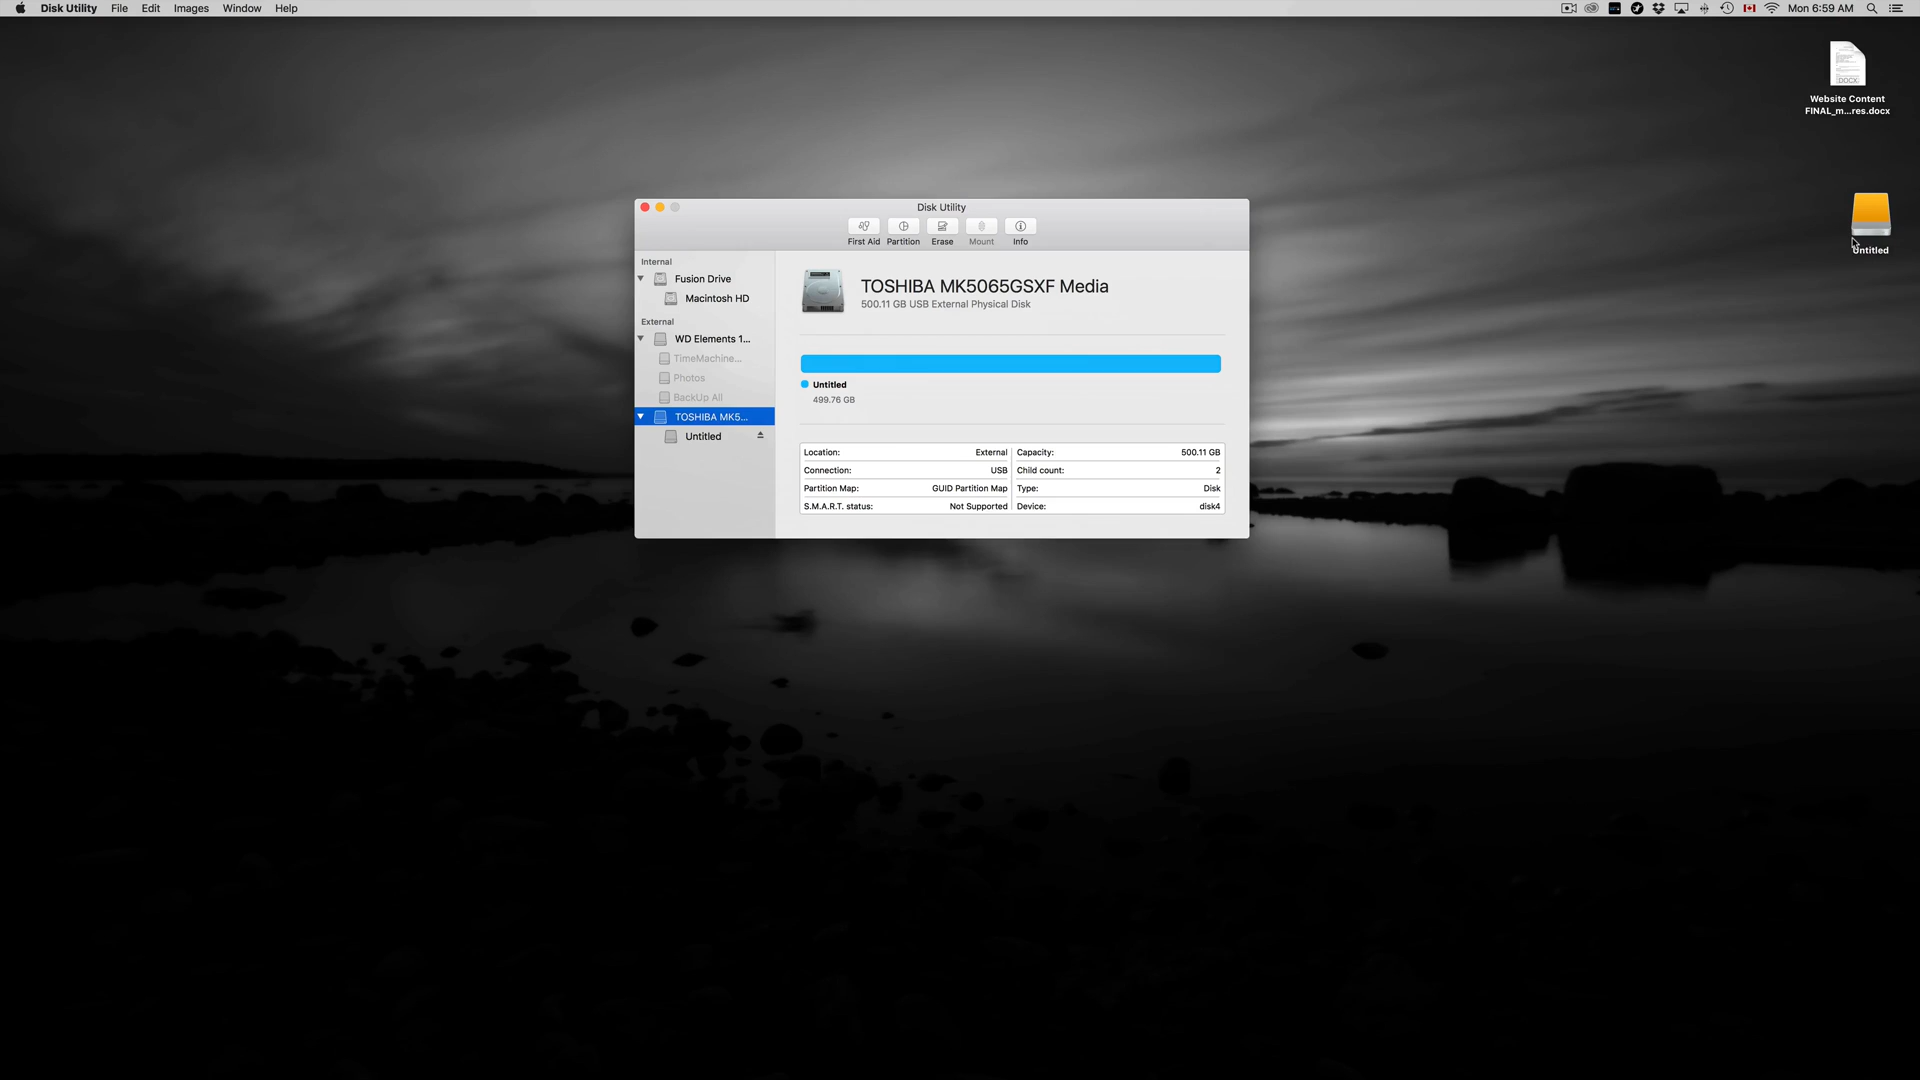 Disk Utility File Edit Images Window Help
Mon 6:59 AM
DOCX
Website Content
FINAL_m...res.docx
Untitled
Disk Utility
First Aid Partition Erase Mount Info
Internal
Fusion Drive
Macintosh HD
External
WD Elements 1...
TimeMachine...
Photos
BackUp All
TOSHIBA MK5...
Untitled
TOSHIBA MK5065GSXF Media
500.11 GB USB External Physical Disk
Untitled
499.76 GB
Location: External Capacity: 500.11 GB
Connection: USB Child count: 2
Partition Map: GUID Partition Map Type: Disk
S.M.A.R.T. status: Not Supported Device: disk4